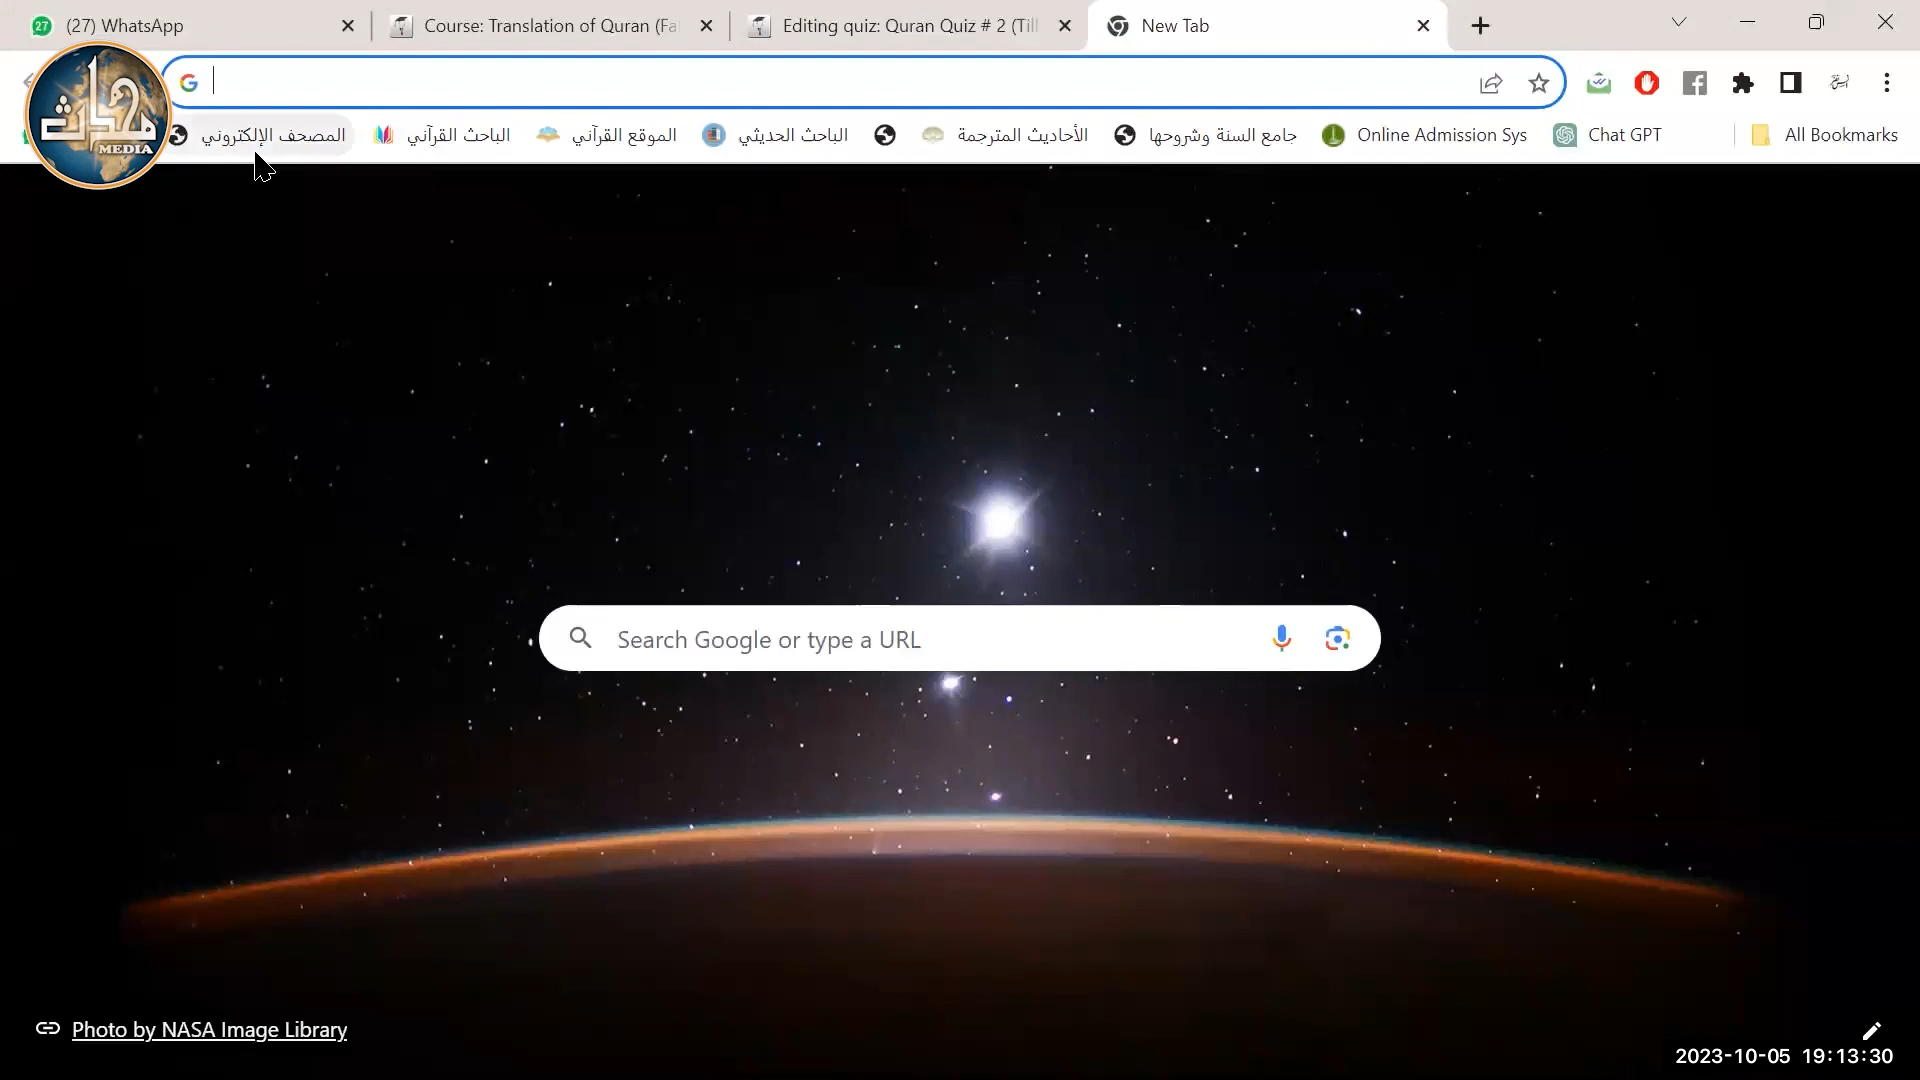 27
(27) WhatsApp
Course: Translation of Quran (Fa
Editing quiz: Quran Quiz # 2 (Till
New Tab
محدث
MEDIA
المصحف الإلكتروني
الباحث القرآني
الموقع القرآني
الباحث الحديثي
الأحاديث المترجمة
جامع السنة وشروحها
Online Admission Sys
Chat GPT
All Bookmarks
Search Google or type a URL
Photo by NASA Image Library
2023-10-05 19:13:30